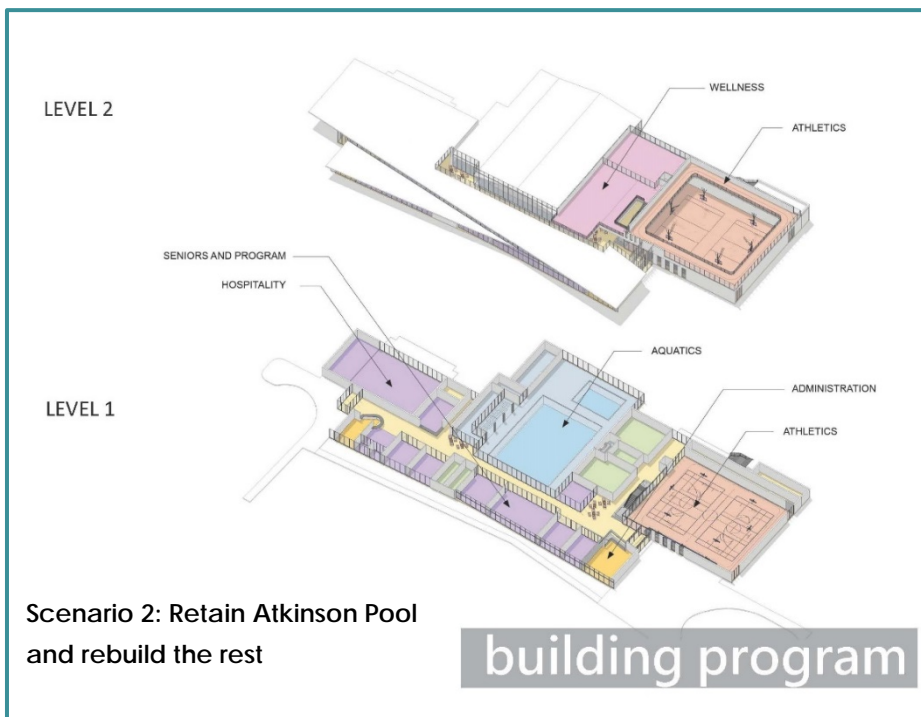 LEVEL 2
WELLNESS
ATHLETICS
SENIORS AND PROGRAM
HOSPITALITY
AQUATICS
ADMINISTRATION
LEVEL 1
ATHLETICS
Scenario 2: Retain Atkinson Pool
and rebuild the rest
building program